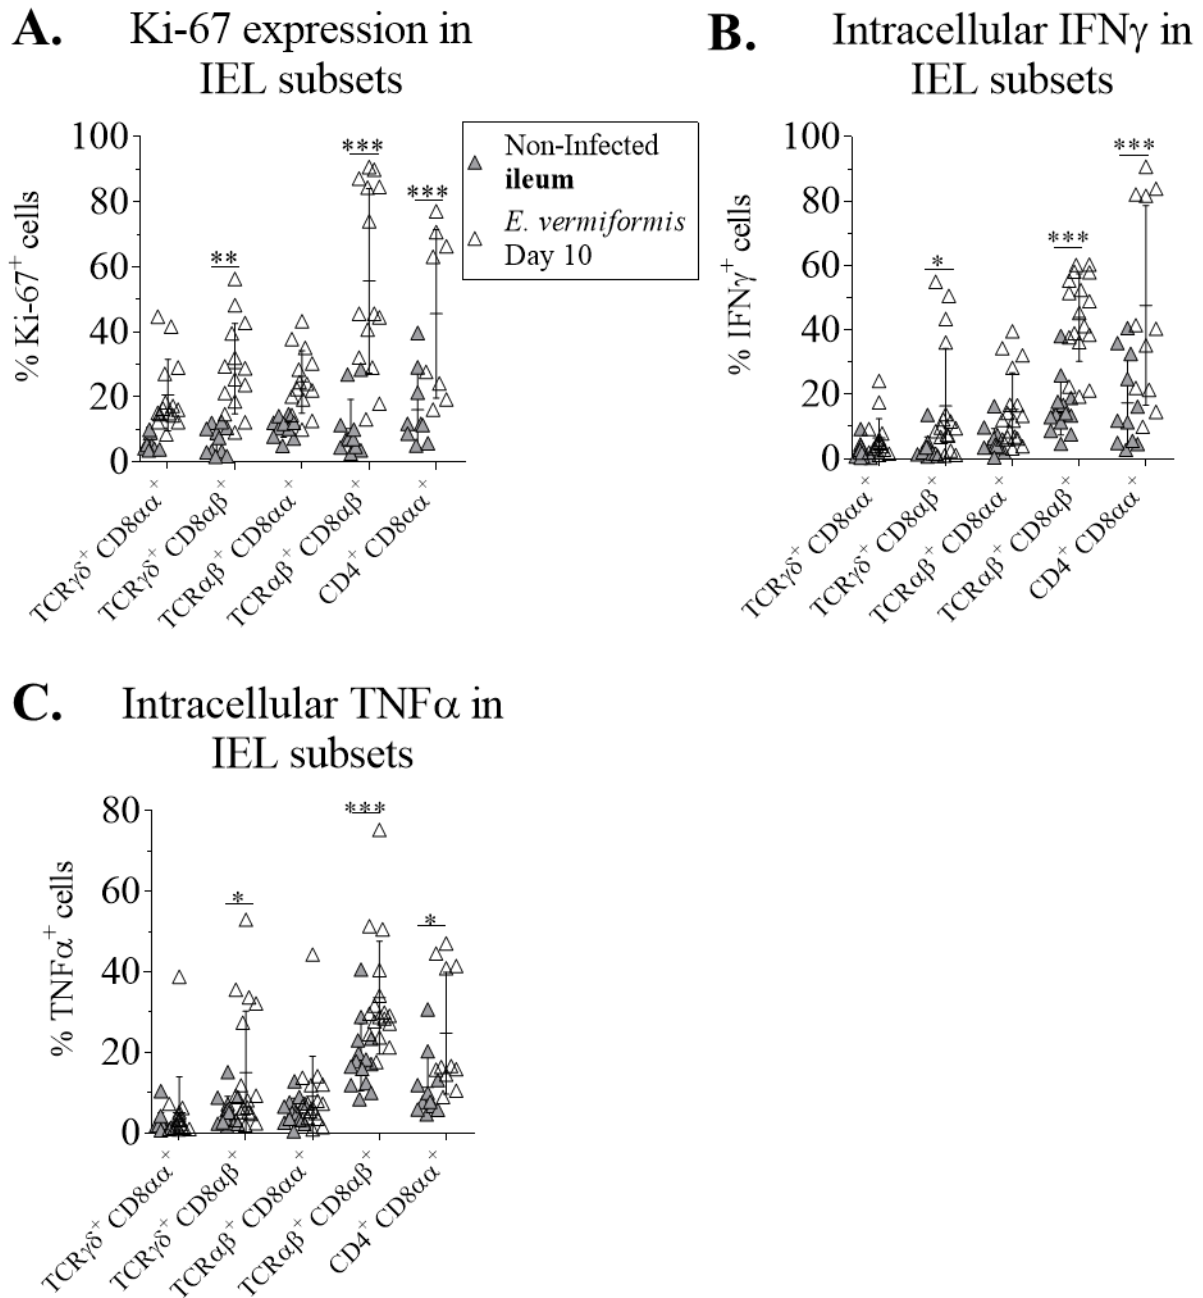 A. Ki-67 expression in
IEL subsets
% Ki-67+ cells
100
80
60
40
20
0
**
***
***
TCRγδ+ CD8αα+
TCRγδ+ CD8αβ+
TCRαβ+ CD8αα+
TCRαβ+ CD8αβ+
CD4+ CD8αα+
Non-Infected
ileum
E. vermiformis
Day 10
B. Intracellular IFNγ in
IEL subsets
% IFNγ+ cells
100
80
60
40
20
0
*
***
***
TCRγδ+ CD8αα+
TCRγδ+ CD8αβ+
TCRαβ+ CD8αα+
TCRαβ+ CD8αβ+
CD4+ CD8αα+
C. Intracellular TNFα in
IEL subsets
% TNFα+ cells
80
60
40
20
0
*
***
*
TCRγδ+ CD8αα+
TCRγδ+ CD8αβ+
TCRαβ+ CD8αα+
TCRαβ+ CD8αβ+
CD4+ CD8αα+